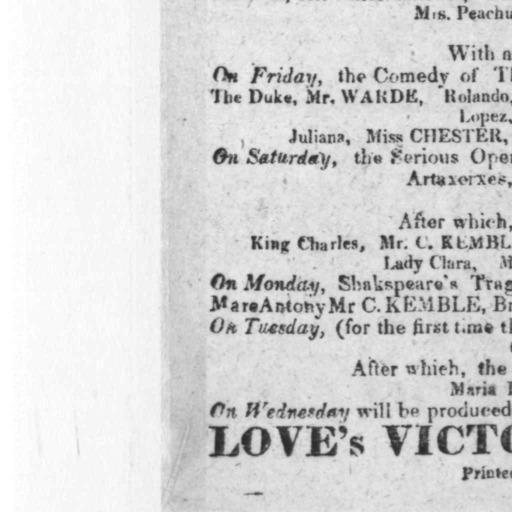 Mrs. Peachu
With a
On Friday, the Comedy of Th
The Duke, Mr. WARDE, Rolando,
Lopez,
Juliana, Miss CHESTER,
On Saturday, the Serious Oper
Artaxerxes,
After which,
King Charles, Mr. C. KEMBL
Lady Clara, M
On Monday, Shakspeare's Trag
Marc Antony Mr C. KEMBLE, Br
On Tuesday, (for the first time th
After which, the
Maria
On Wednesday will be produced
LOVE's VICTO
Printe